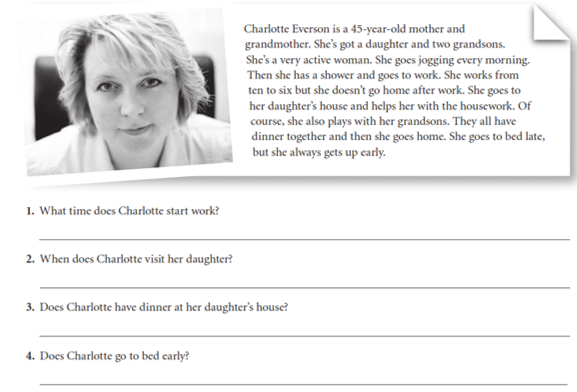 Charlotte Everson is a 45-year-old mother and
grandmother. She's got a daughter and two grandsons.
She's a very active woman. She goes jogging every morning.
Then she has a shower and goes to work. She works from
ten to six but she doesn't go home after work. She goes to
her daughter's house and helps her with the housework. Of
course, she also plays with her grandsons. They all have
dinner together and then she goes home. She goes to bed late,
but she always gets up early.
1. What time does Charlotte start work?
2. When does Charlotte visit her daughter?
3. Does Charlotte have dinner at her daughter's house?
4. Does Charlotte go to bed early?